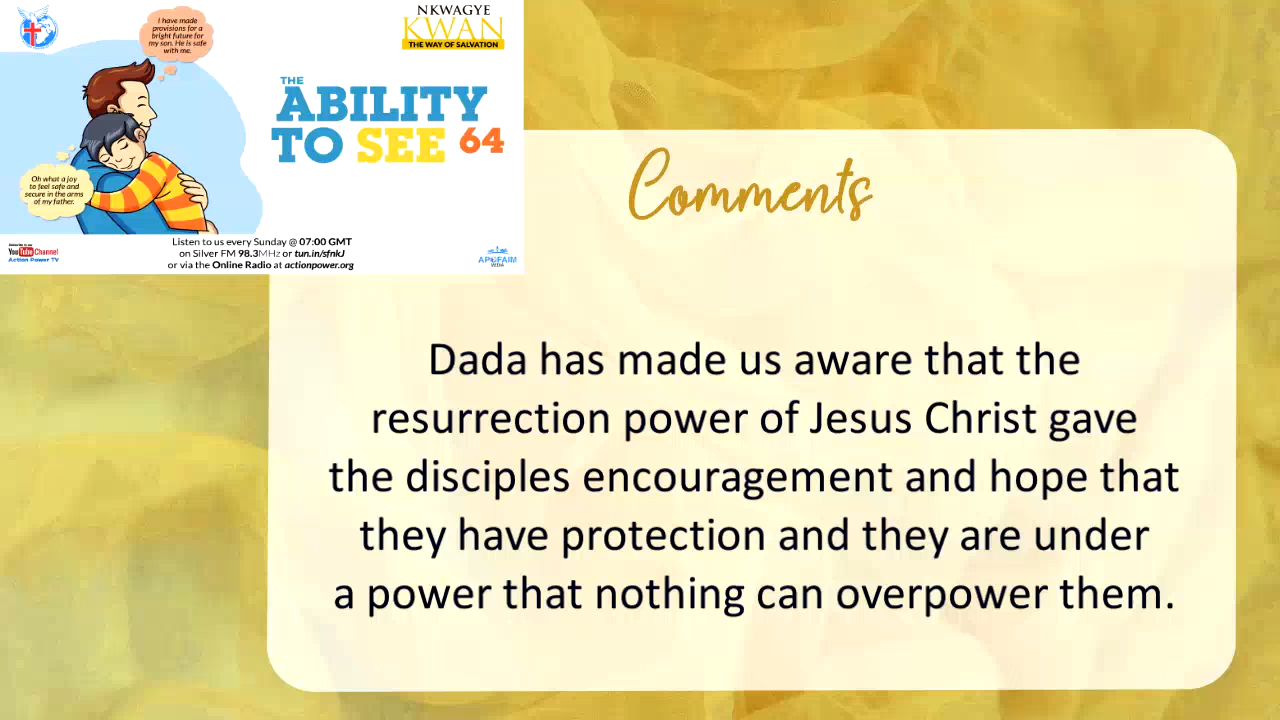 I have made
provisions for a
bright future for
my son. He is safe
with me.
NKWAGYE
KWAN
THE WAY OF SALVATION
THE
ABILITY
TO SEE 64
Oh what a joy
to feel safe and
secure in the arms
of my father.
Listen to us every Sunday @ 07:00 GMT
on Silver FM 98.3MHz or tun.in/sfnkJ
or via the Online Radio at actionpower.org
YouTube Channel
Action Power TV
APOFAIM
MEDIA
Comments
Dada has made us aware that the
resurrection power of Jesus Christ gave
the disciples encouragement and hope that
they have protection and they are under
a power that nothing can overpower them.